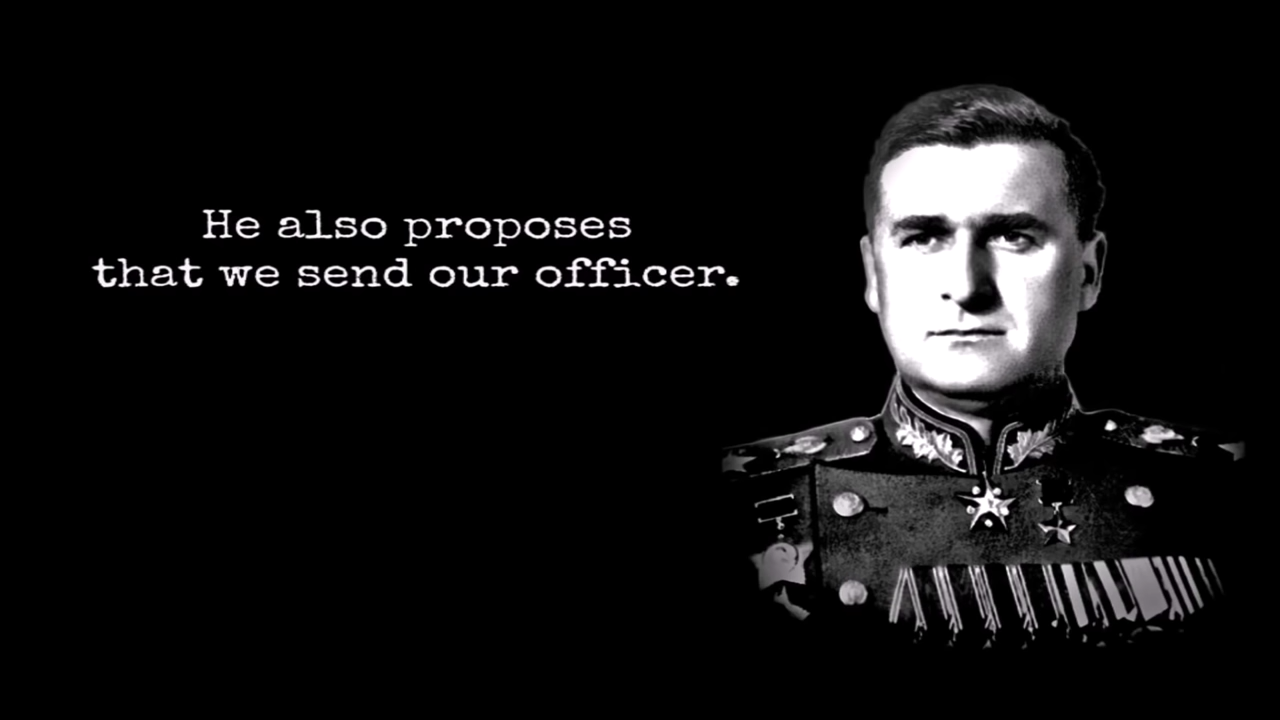 He also proposes
that we send our officer.